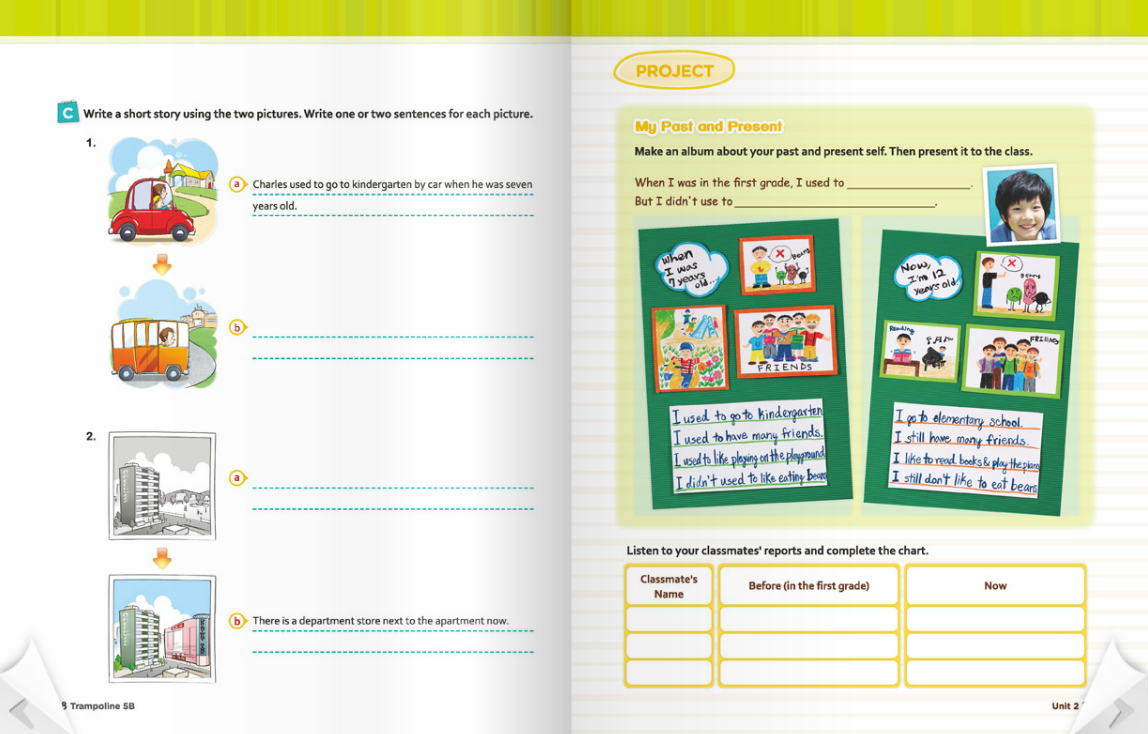 C Write a short story using the two pictures. Write one or two sentences for each picture.
1.
a Charles used to go to kindergarten by car when he was seven
years old.
b
2.
a
b There is a department store next to the apartment now.
8 Trampoline 5B
PROJECT
My Past and Present
Make an album about your past and present self. Then present it to the class.
When I was in the first grade, I used to ____________________.
But I didn't use to ________________________________.
When
I was
7 years
old...
Beans
FRIENDS
I used to go to kindergarten
I used to have many friends.
I used to like playing on the playground
I didn't used to like eating beans
Now,
I'm 12
years old.
Beans
Reading
FRIENDS
I go to elementary school.
I still have many friends.
I like to read books & play the piano
I still don't like to eat beans
Listen to your classmates' reports and complete the chart.
Classmate's
Name
Before (in the first grade)
Now
Unit 2